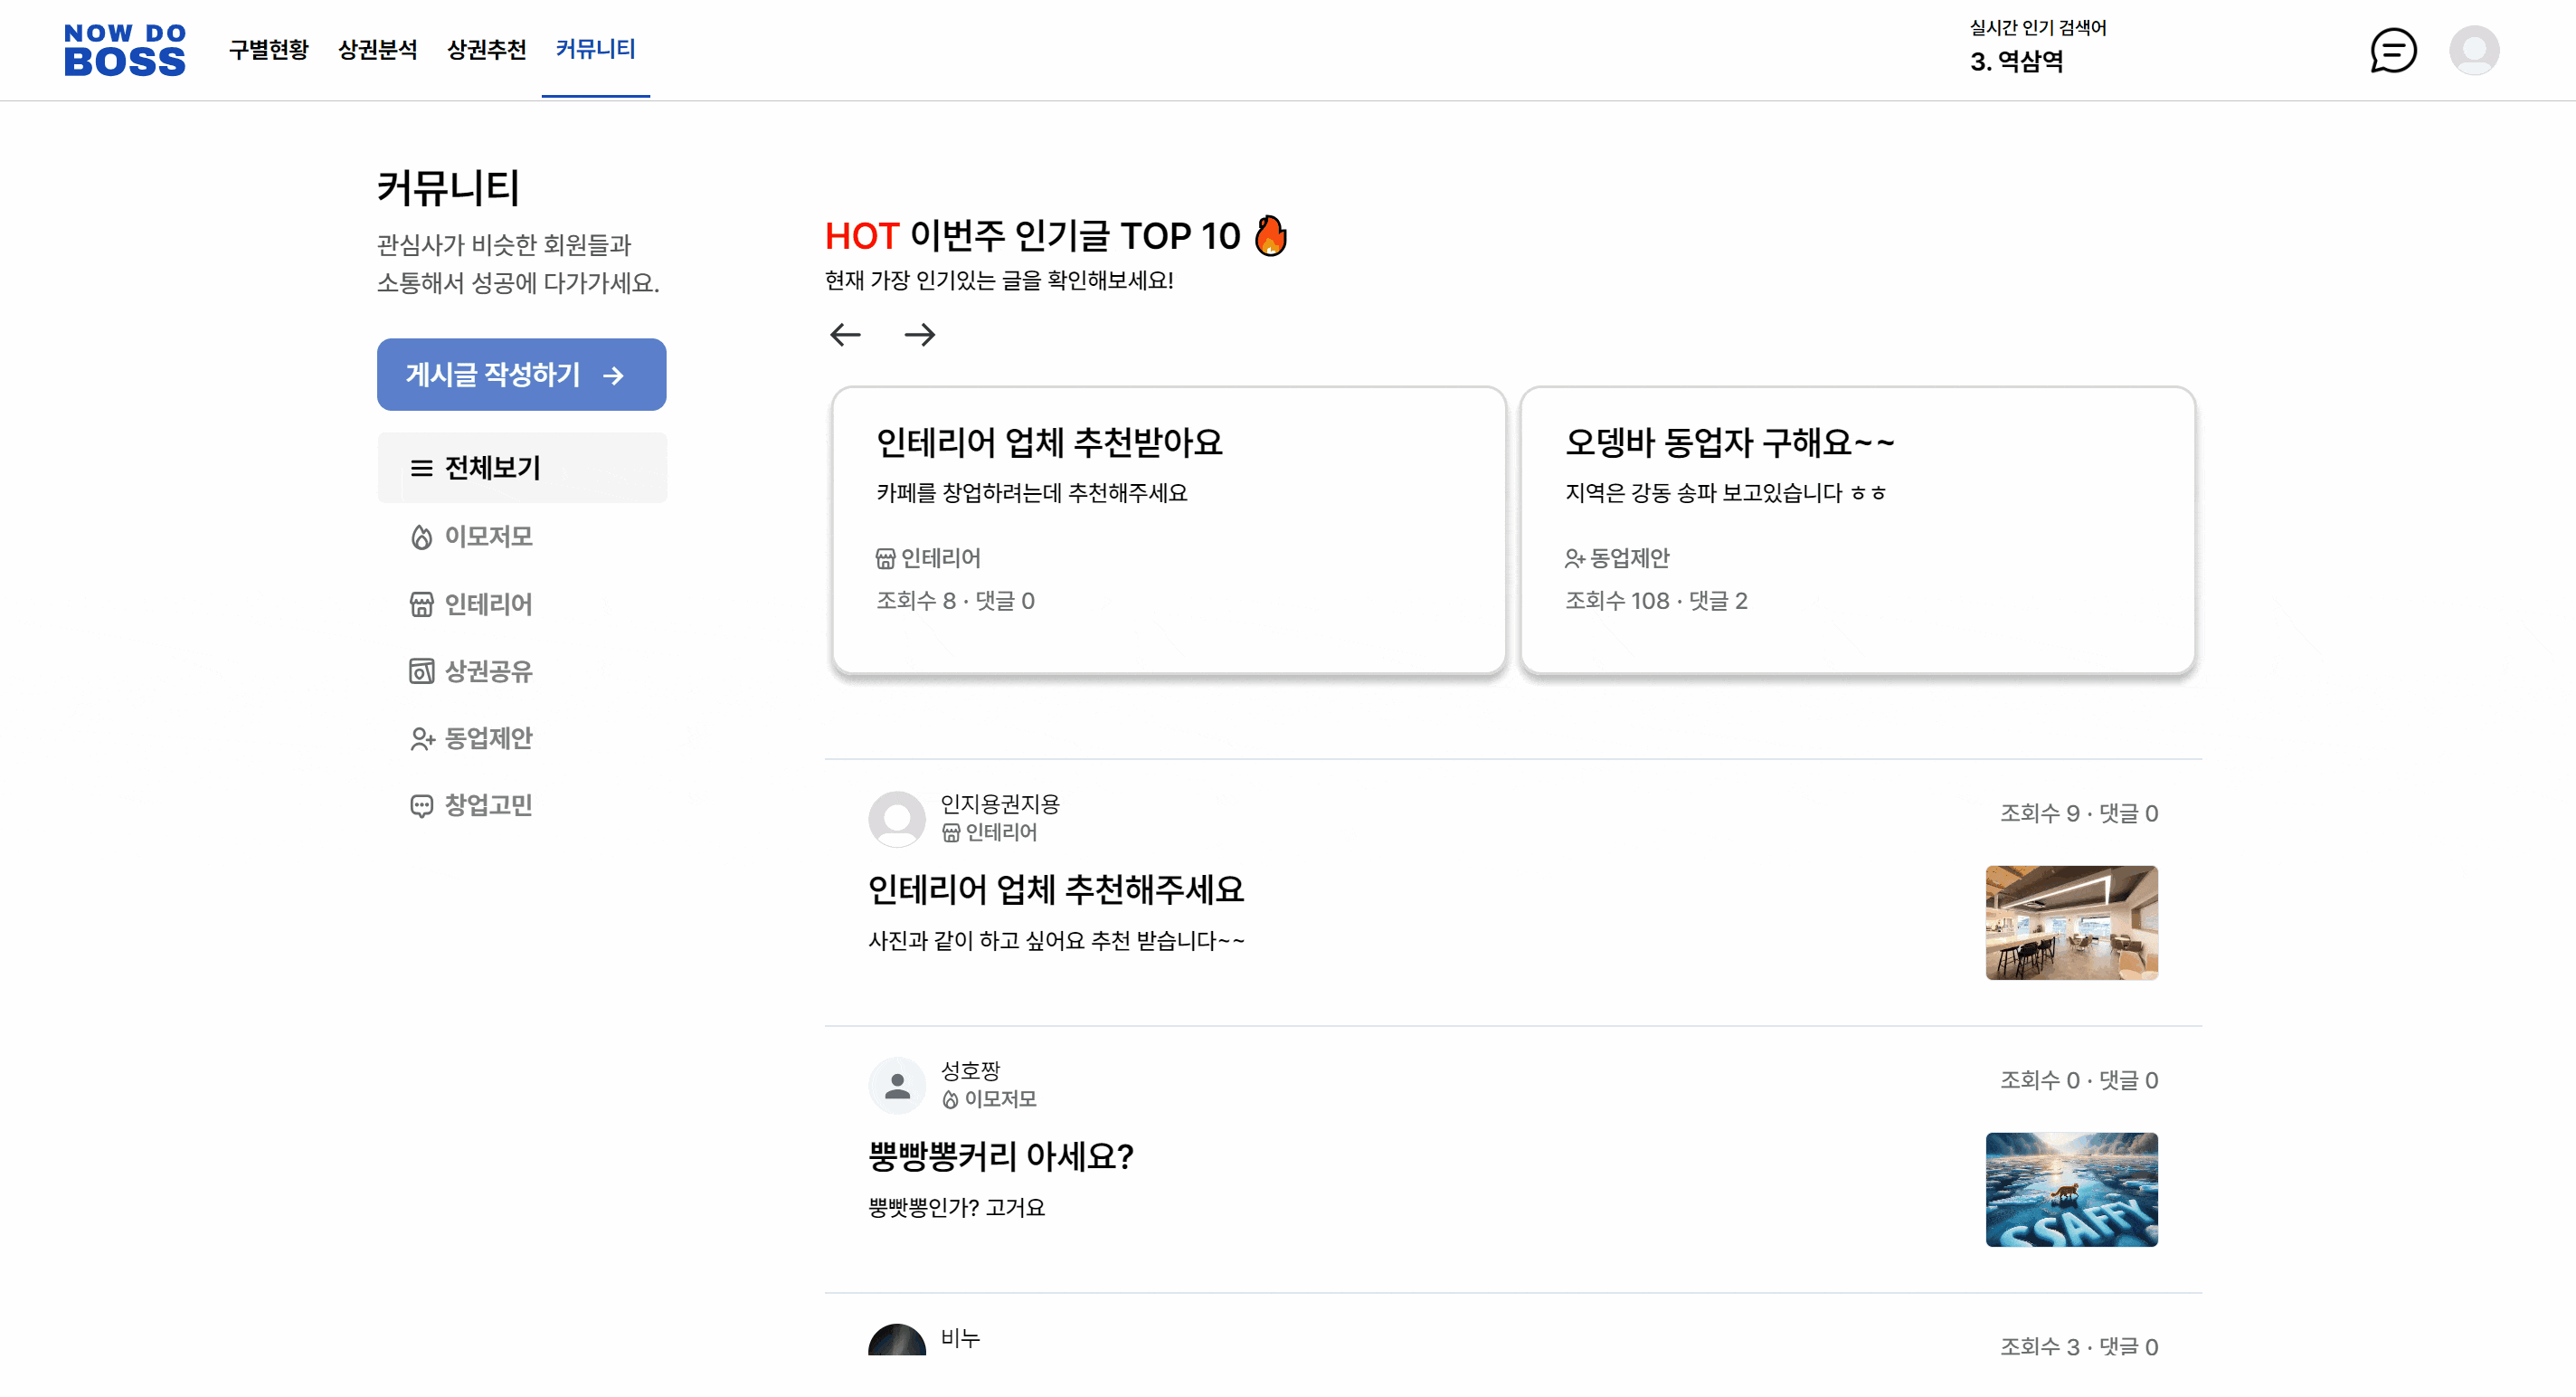 NOW DO
BOSS
구별현황 상권분석 상권추천 커뮤니티
실시간 인기 검색어
3. 역삼역
커뮤니티
관심사가 비슷한 회원들과
소통해서 성공에 다가가세요.
게시글 작성하기
전체보기
이모저모
인테리어
상권공유
동업제안
창업고민
HOT 이번주 인기글 TOP 10
현재 가장 인기있는 글을 확인해보세요!
인테리어 업체 추천받아요
카페를 창업하려는데 추천해주세요
인테리어
조회수 8 · 댓글 0
오뎅바 동업자 구해요~~
지역은 강동 송파 보고있습니다 ㅎㅎ
동업제안
조회수 108 · 댓글 2
인지용권지용
인테리어
조회수 9 · 댓글 0
인테리어 업체 추천해주세요
사진과 같이 하고 싶어요 추천 받습니다~~
성호짱
이모저모
조회수 0 · 댓글 0
뿡빵뽕커리 아세요?
뿡빳뽕인가? 고거요
SSAFFY
비누
조회수 3 · 댓글 0